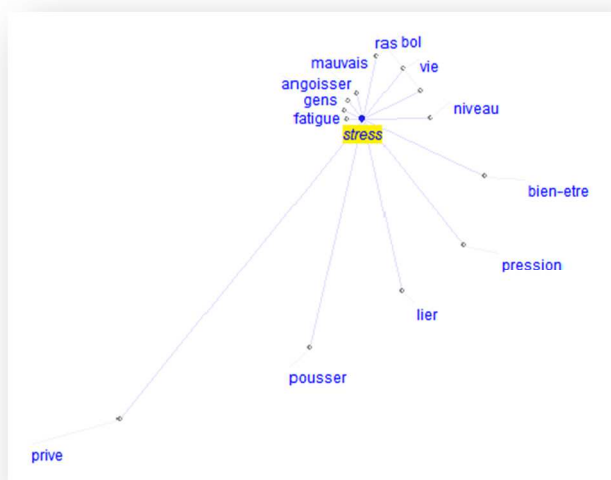 ras bol
mauvais
vie
angoisser
gens
niveau
fatigue
stress
bien-etre
pression
lier
pousser
prive